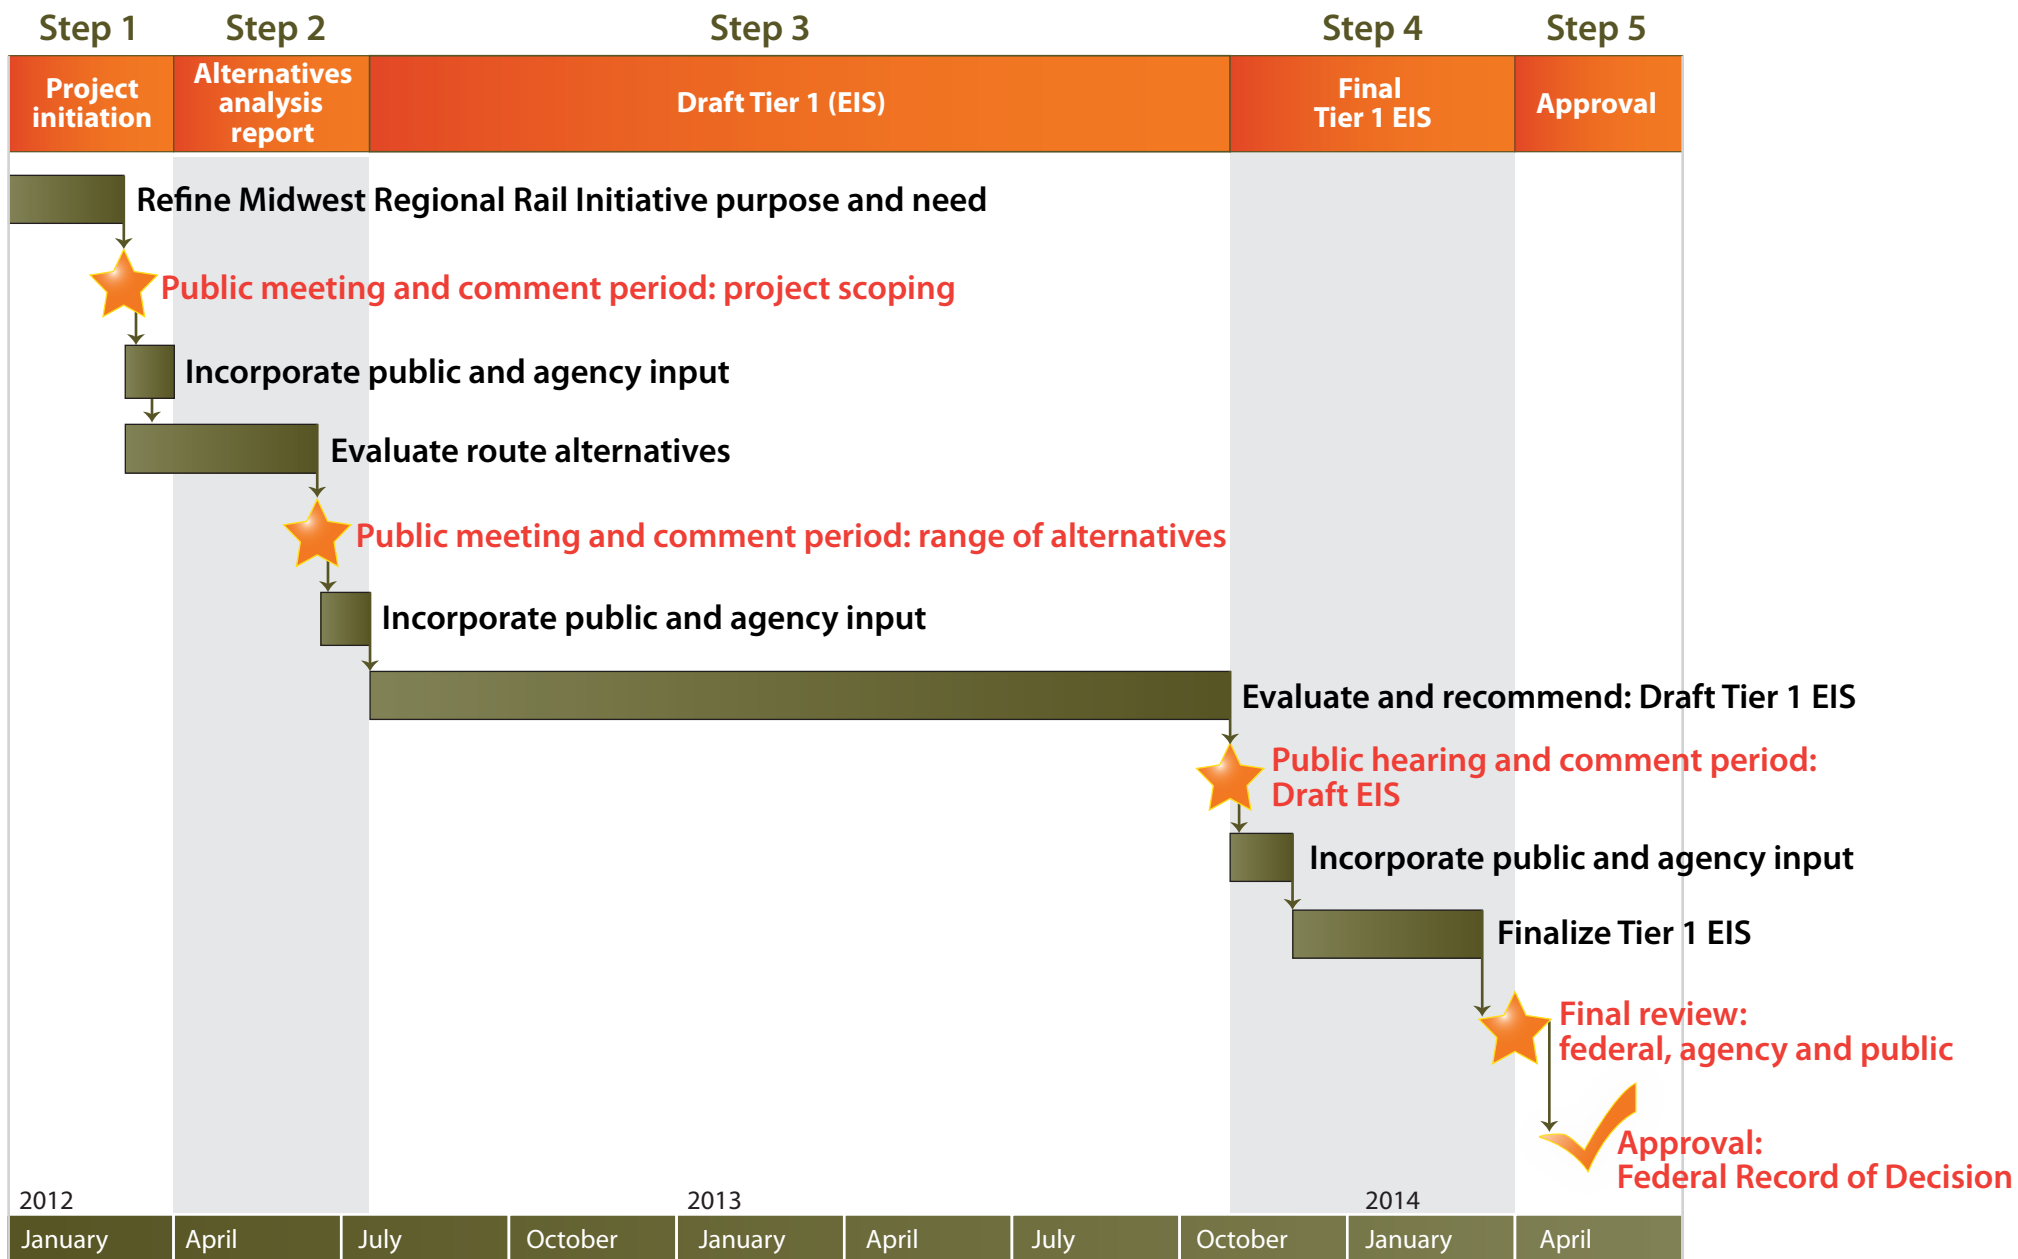 Step 1
Step 2
Step 3
Step 4
Step 5
Project
initiation
Alternatives
analysis
report
Draft Tier 1 (EIS)
Final
Tier 1 EIS
Approval
Refine Midwest Regional Rail Initiative purpose and need
Public meeting and comment period: project scoping
Incorporate public and agency input
Evaluate route alternatives
Public meeting and comment period: range of alternatives
Incorporate public and agency input
Evaluate and recommend: Draft Tier 1 EIS
Public hearing and comment period:
Draft EIS
Incorporate public and agency input
Finalize Tier 1 EIS
Final review:
federal, agency and public
Approval:
Federal Record of Decision
2012
2013
2014
January
April
July
October
January
April
July
October
January
April